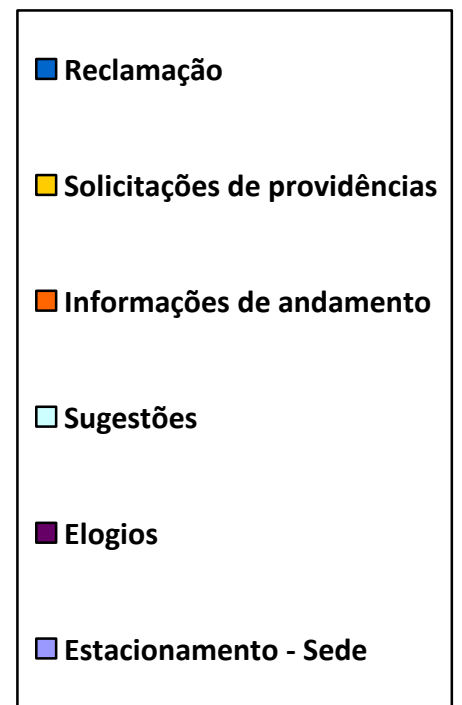 Reclamação
Solicitações de providências
Informações de andamento
Sugestões
Elogios
Estacionamento - Sede